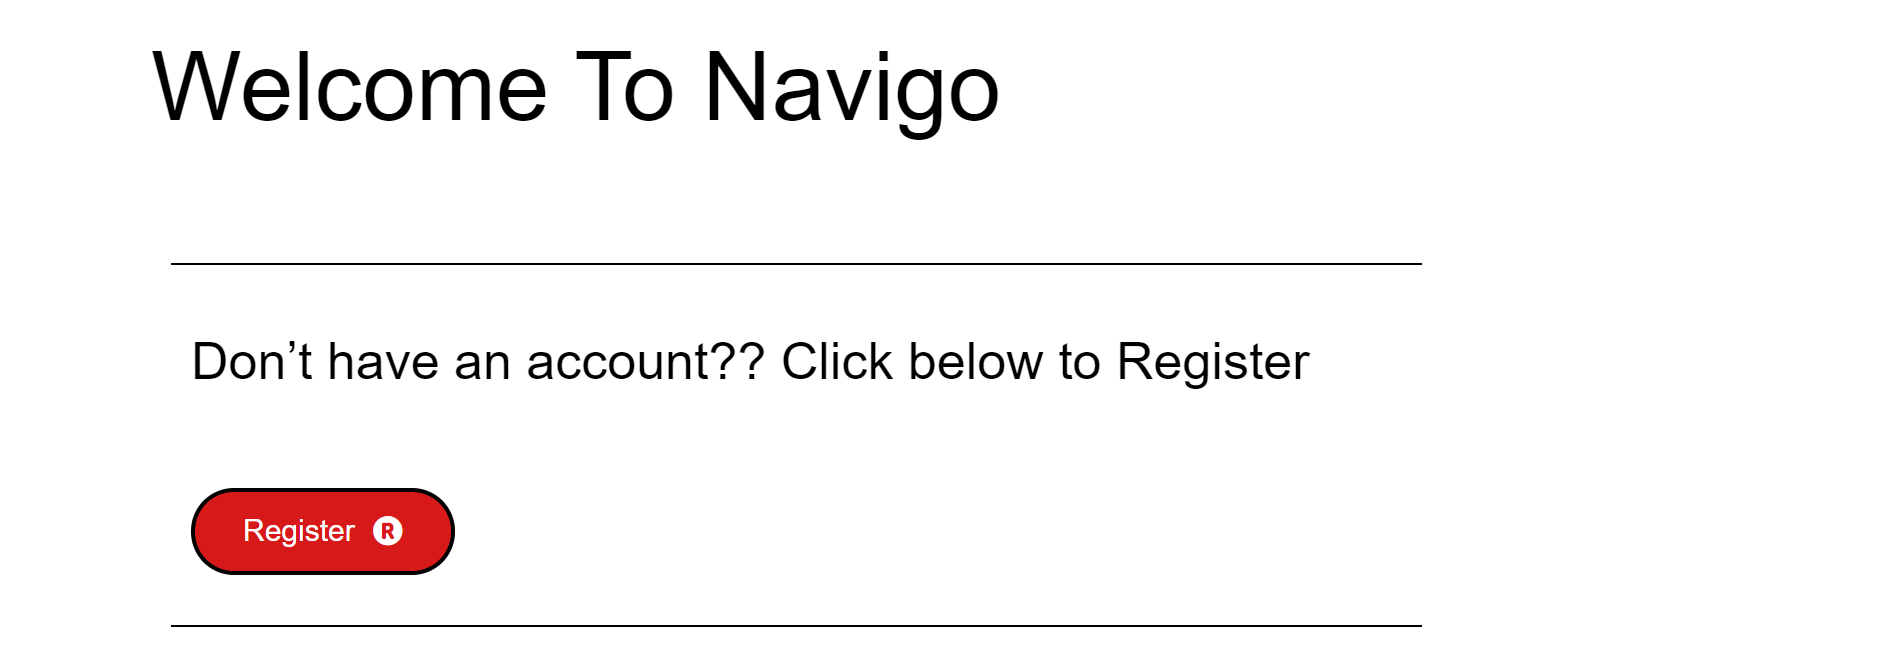 Welcome To Navigo
Don’t have an account?? Click below to Register
Register ®